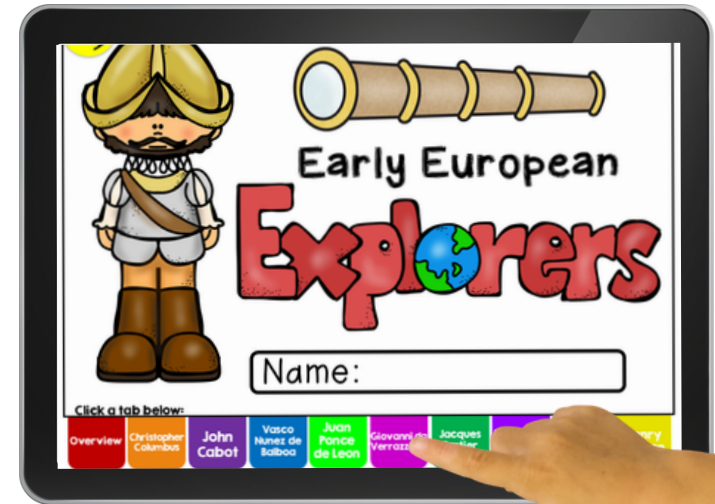 Early European
Explorers
Name:
Click a tab below:
Overview
Christopher
Columbus
John
Cabot
Vasco
Nunez de
Balboa
Juan
Ponce
de Leon
Giovanni da
Jacques